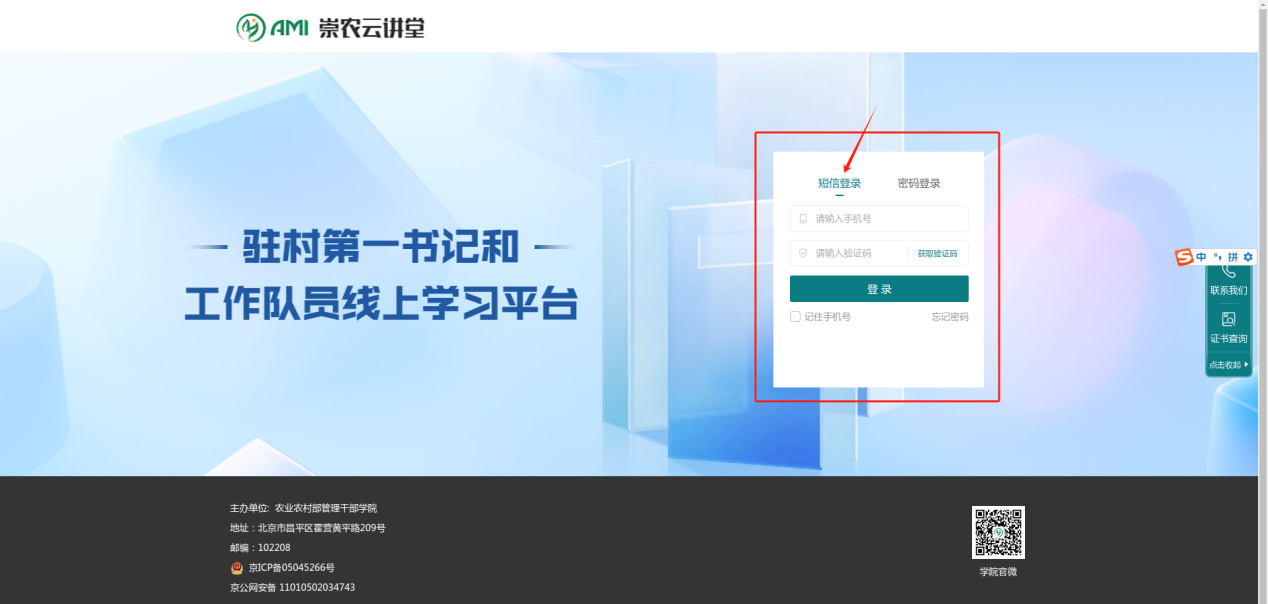 AMI 崇农云讲堂
驻村第一书记和
工作队员线上学习平台
短信登录 密码登录
请输入手机号
请输入验证码 获取验证码
登录
记住手机号 忘记密码
中 °, 拼
联系我们
证书查询
点击收起
主办单位: 农业农村部管理干部学院
地址：北京市昌平区霍营黄平路209号
邮编：102208
京ICP备05045266号
京公网安备 11010502034743
学院官微